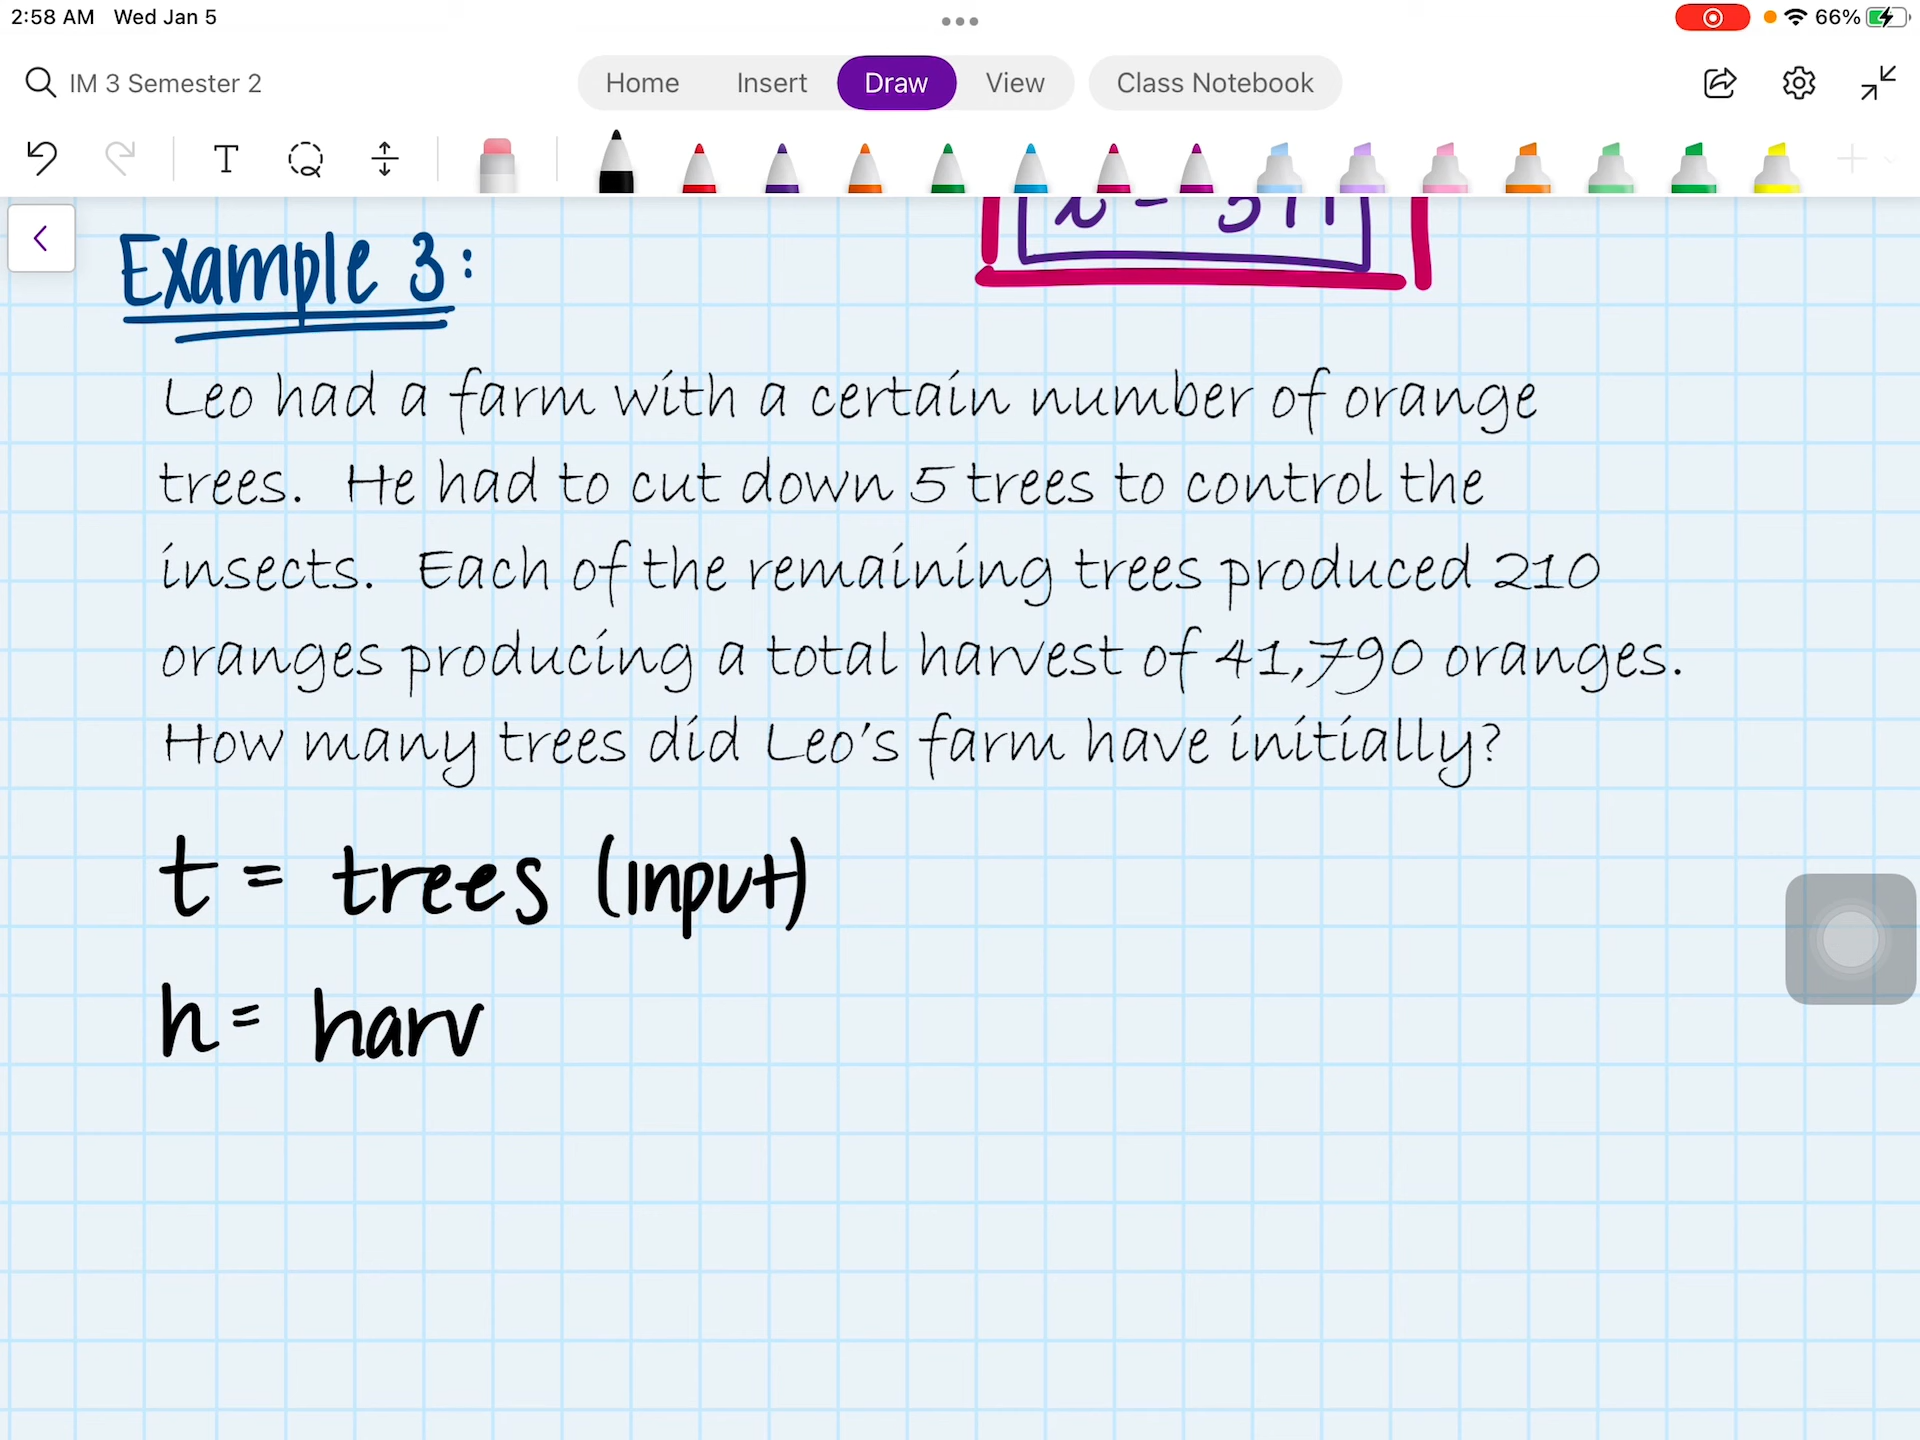 2:58 AM Wed Jan 5
66%
IM 3 Semester 2
Home Insert Draw View Class Notebook
T
Example 3:
Leo had a farm with a certain number of orange
trees. He had to cut down 5 trees to control the
insects. Each of the remaining trees produced 210
oranges producing a total harvest of 41,790 oranges.
How many trees did Leo's farm have initially?
t = trees (input)
h = harv